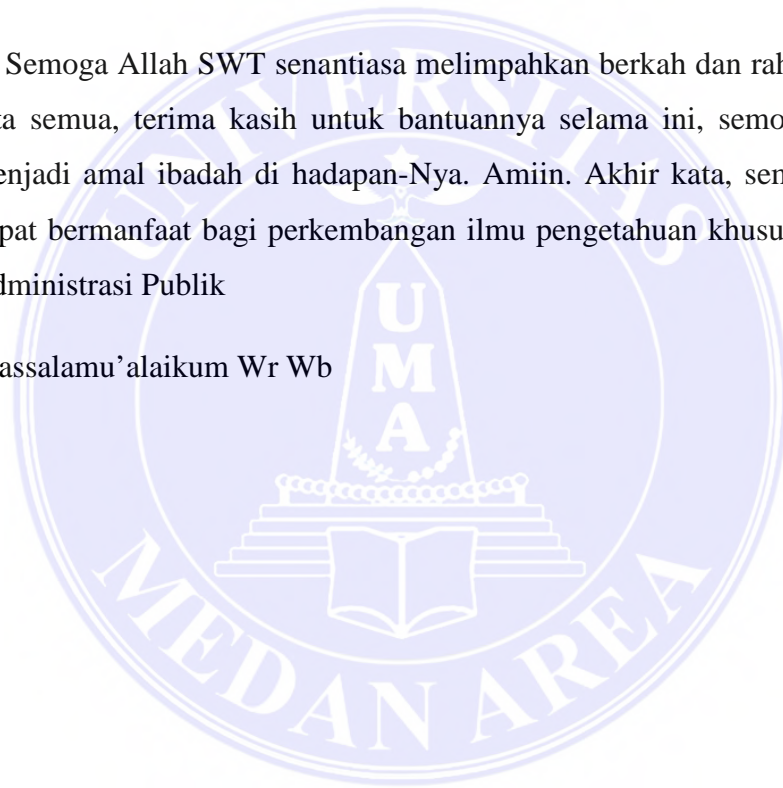 Semoga Allah SWT senantiasa melimpahkan berkah dan rah
ta semua, terima kasih untuk bantuannya selama ini, semo
enjadi amal ibadah di hadapan-Nya. Amiin. Akhir kata, sen
pat bermanfaat bagi perkembangan ilmu pengetahuan khusu
dministrasi Publik
assalamu’alaikum Wr Wb
UNIVERSITAS
U
M
A
MEDAN AREA